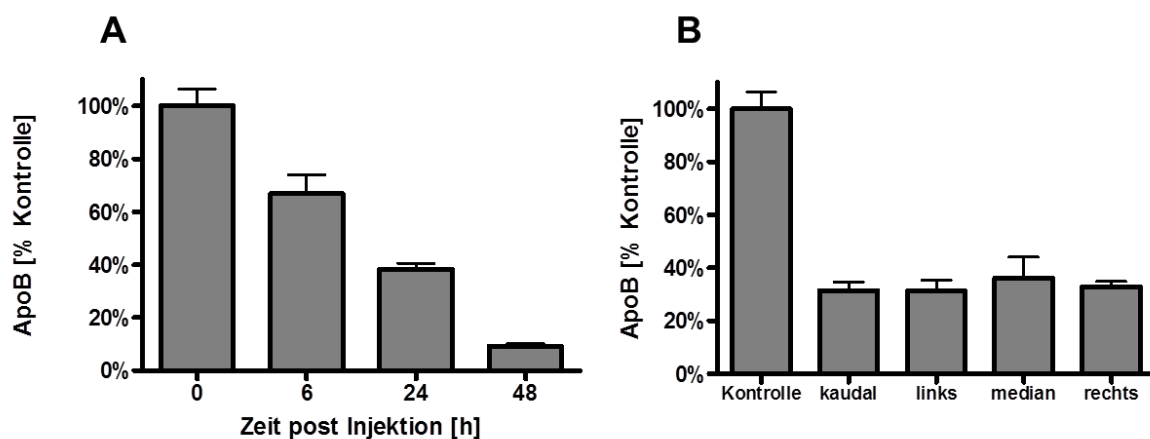 A
ApoB [% Kontrolle]
100%
80%
60%
40%
20%
0%
0 6 24 48
Zeit post Injektion [h]
B
ApoB [% Kontrolle]
100%
80%
60%
40%
20%
0%
Kontrolle kaudal links median rechts